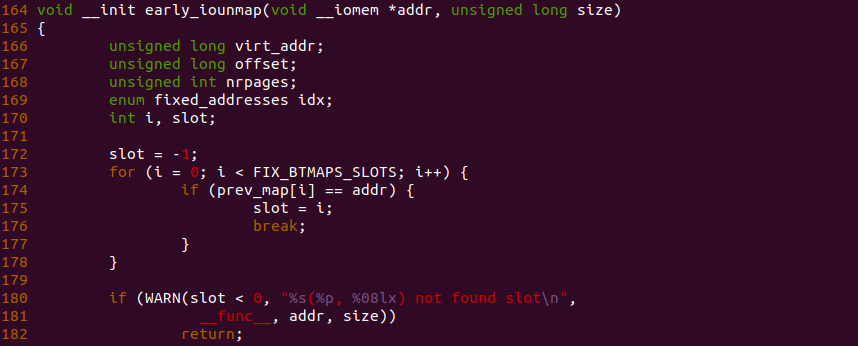 164 void __init early_iounmap(void __iomem *addr, unsigned long size)
165 {
166         unsigned long virt_addr;
167         unsigned long offset;
168         unsigned int nrpages;
169         enum fixed_addresses idx;
170         int i, slot;
171
172         slot = -1;
173         for (i = 0; i < FIX_BTMAPS_SLOTS; i++) {
174                 if (prev_map[i] == addr) {
175                         slot = i;
176                         break;
177                 }
178         }
179
180         if (WARN(slot < 0, "%s(%p, %08lx) not found slot\n",
181                   __func__, addr, size))
182                 return;